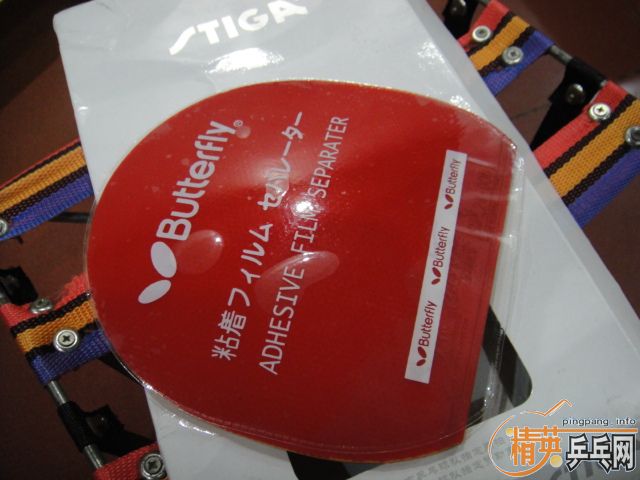 STIGA
Butterfly®
粘着フィルム セパレーター
ADHESIVE FILM SEPARATER
Butterfly
Butterfly
Butterfly
pingpang.info
精英乒乓网